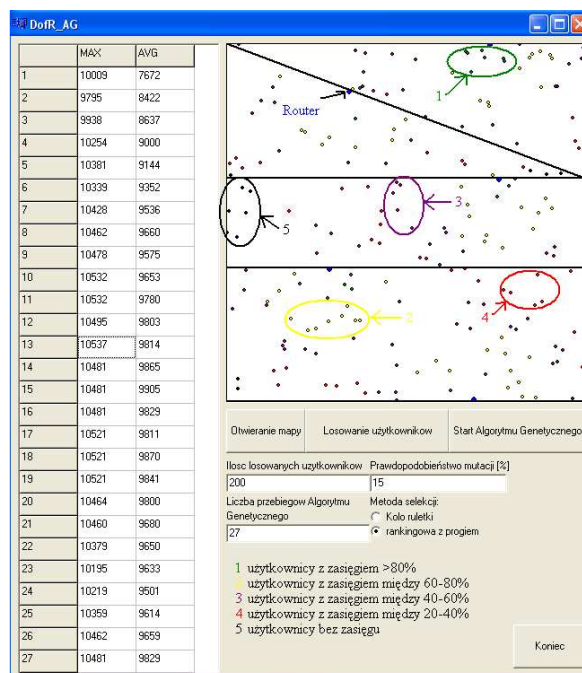 DofR_AG
MAX AVG
1 10009 7672
2 9795 8422
3 9938 8637
4 10254 9000
5 10381 9144
6 10339 9352
7 10428 9536
8 10462 9660
9 10478 9575
10 10532 9653
11 10532 9780
12 10495 9803
13 10537 9814
14 10481 9865
15 10481 9905
16 10481 9829
17 10521 9811
18 10521 9870
19 10521 9841
20 10464 9800
21 10460 9680
22 10379 9650
23 10195 9633
24 10219 9501
25 10359 9614
26 10462 9659
27 10481 9829
1
Router
3
5
4
2
Otwieranie mapy
Losowanie użytkownikow
Start Algorytmu Genetycznego
Ilosc losowanych uzytkownikow
Prawdopodobieństwo mutacji [%]
200
15
Liczba przebiegow Algorytmu
Genetycznego
Metoda selekcji:
Kolo ruletki
27
rankingowa z progiem
1 użytkownicy z zasięgiem >80%
2 użytkownicy z zasięgiem między 60-80%
3 użytkownicy z zasięgiem między 40-60%
4 użytkownicy z zasięgiem między 20-40%
5 użytkownicy bez zasięgu
Koniec